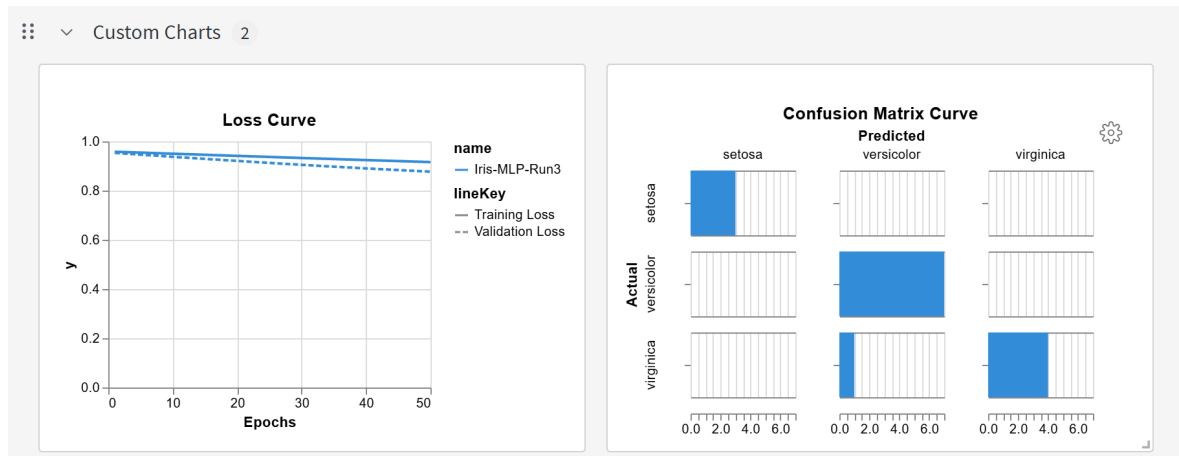 Custom Charts 2
Loss Curve
1.0
0.8
0.6
0.4
0.2
0.0
y
0 10 20 30 40 50
Epochs
name
Iris-MLP-Run3
lineKey
Training Loss
Validation Loss
Confusion Matrix Curve
Predicted
setosa versicolor virginica
Actual
setosa
versicolor
virginica
0.0 2.0 4.0 6.0 0.0 2.0 4.0 6.0 0.0 2.0 4.0 6.0